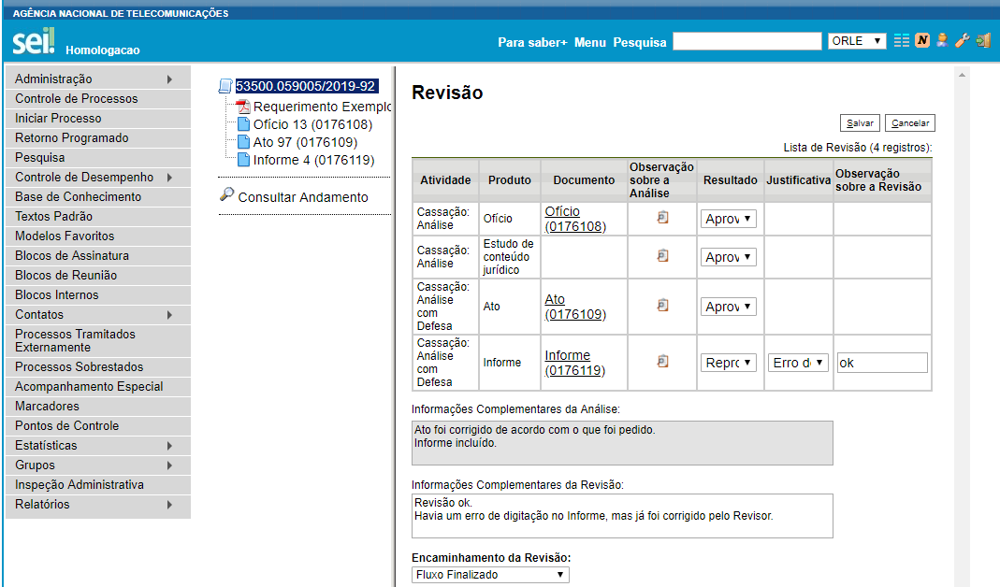 AGÊNCIA NACIONAL DE TELECOMUNICAÇÕES
sei!
Homologacao
Para saber+ Menu Pesquisa
ORLE
N
Administração
Controle de Processos
Iniciar Processo
Retorno Programado
Pesquisa
Controle de Desempenho
Base de Conhecimento
Textos Padrão
Modelos Favoritos
Blocos de Assinatura
Blocos de Reunião
Blocos Internos
Contatos
Processos Tramitados
Externamente
Processos Sobrestados
Acompanhamento Especial
Marcadores
Pontos de Controle
Estatísticas
Grupos
Inspeção Administrativa
Relatórios
53500.059005/2019-92
Requerimento Exemplo
Ofício 13 (0176108)
Ato 97 (0176109)
Informe 4 (0176119)
Consultar Andamento
Revisão
Salvar Cancelar
Lista de Revisão (4 registros):
Atividade
Produto
Documento
Observação
sobre a
Análise
Resultado
Justificativa
Observação
sobre a Revisão
Cassação:
Análise
Ofício
Ofício
(0176108)
Aprov
Cassação:
Análise
Estudo de
conteúdo
jurídico
Aprov
Cassação:
Análise
com
Defesa
Ato
Ato
(0176109)
Aprov
Cassação:
Análise
com
Defesa
Informe
Informe
(0176119)
Repro
Erro d
ok
Informações Complementares da Análise:
Ato foi corrigido de acordo com o que foi pedido.
Informe incluído.
Informações Complementares da Revisão:
Revisão ok.
Havia um erro de digitação no Informe, mas já foi corrigido pelo Revisor.
Encaminhamento da Revisão:
Fluxo Finalizado